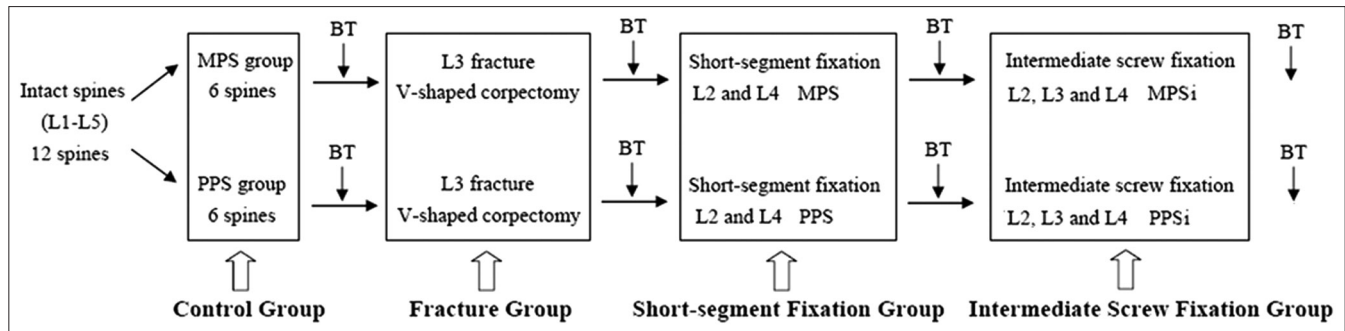 Intact spines
(L1-L5)
12 spines
MPS group
6 spines
PPS group
6 spines
BT
BT
L3 fracture
V-shaped corpectomy
L3 fracture
V-shaped corpectomy
BT
BT
Short-segment fixation
L2 and L4 MPS
Short-segment fixation
L2 and L4 PPS
BT
BT
Intermediate screw fixation
L2, L3 and L4 MPSi
Intermediate screw fixation
L2, L3 and L4 PPSi
BT
BT
Control Group
Fracture Group
Short-segment Fixation Group
Intermediate Screw Fixation Group